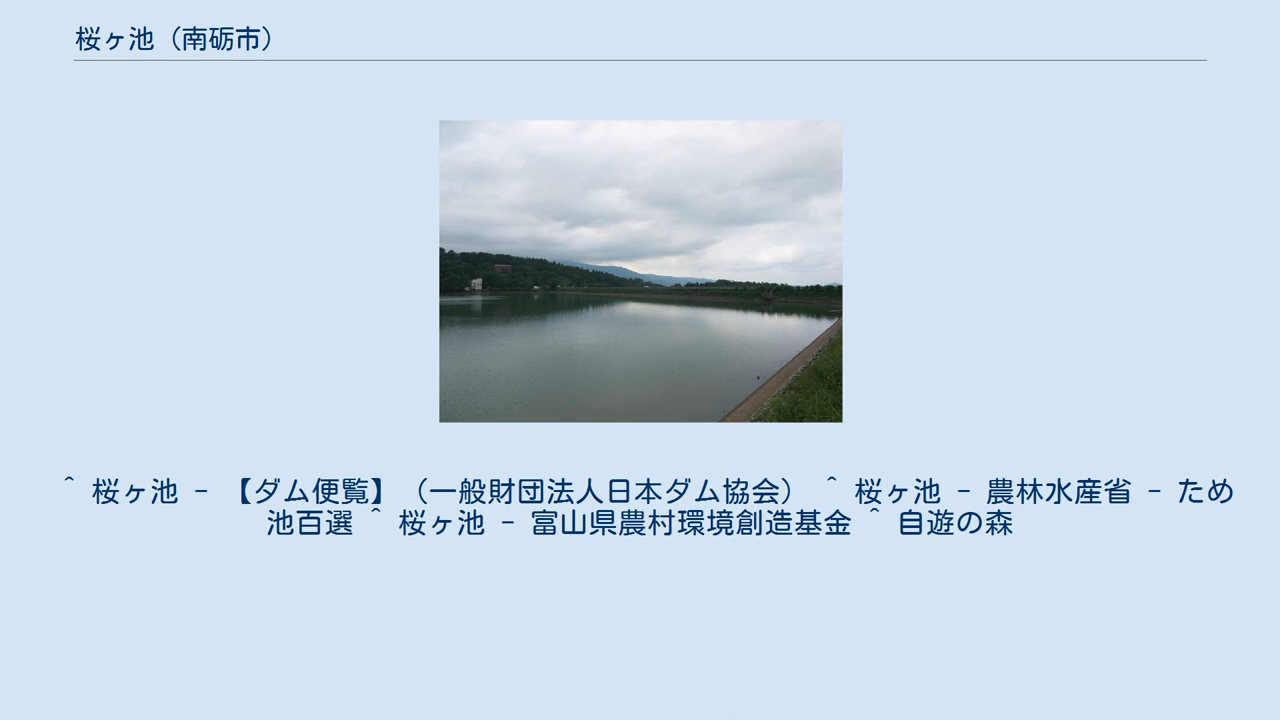 桜ヶ池（南砺市）
^ 桜ヶ池 - 【ダム便覧】（一般財団法人日本ダム協会） ^ 桜ヶ池 - 農林水産省 - ため
池百選 ^ 桜ヶ池 - 富山県農村環境創造基金 ^ 自遊の森